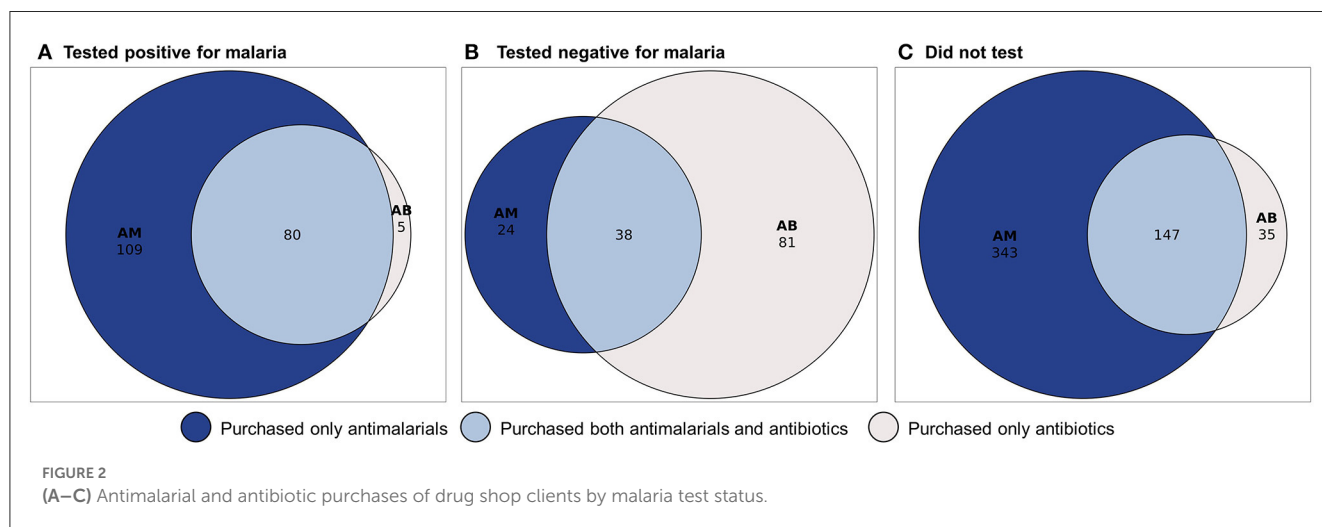 A Tested positive for malaria
B Tested negative for malaria
C Did not test
AM
109
80
AB
5
AM
24
38
AB
81
AM
343
147
AB
35
Purchased only antimalarials
Purchased both antimalarials and antibiotics
Purchased only antibiotics
FIGURE 2
(A–C) Antimalarial and antibiotic purchases of drug shop clients by malaria test status.